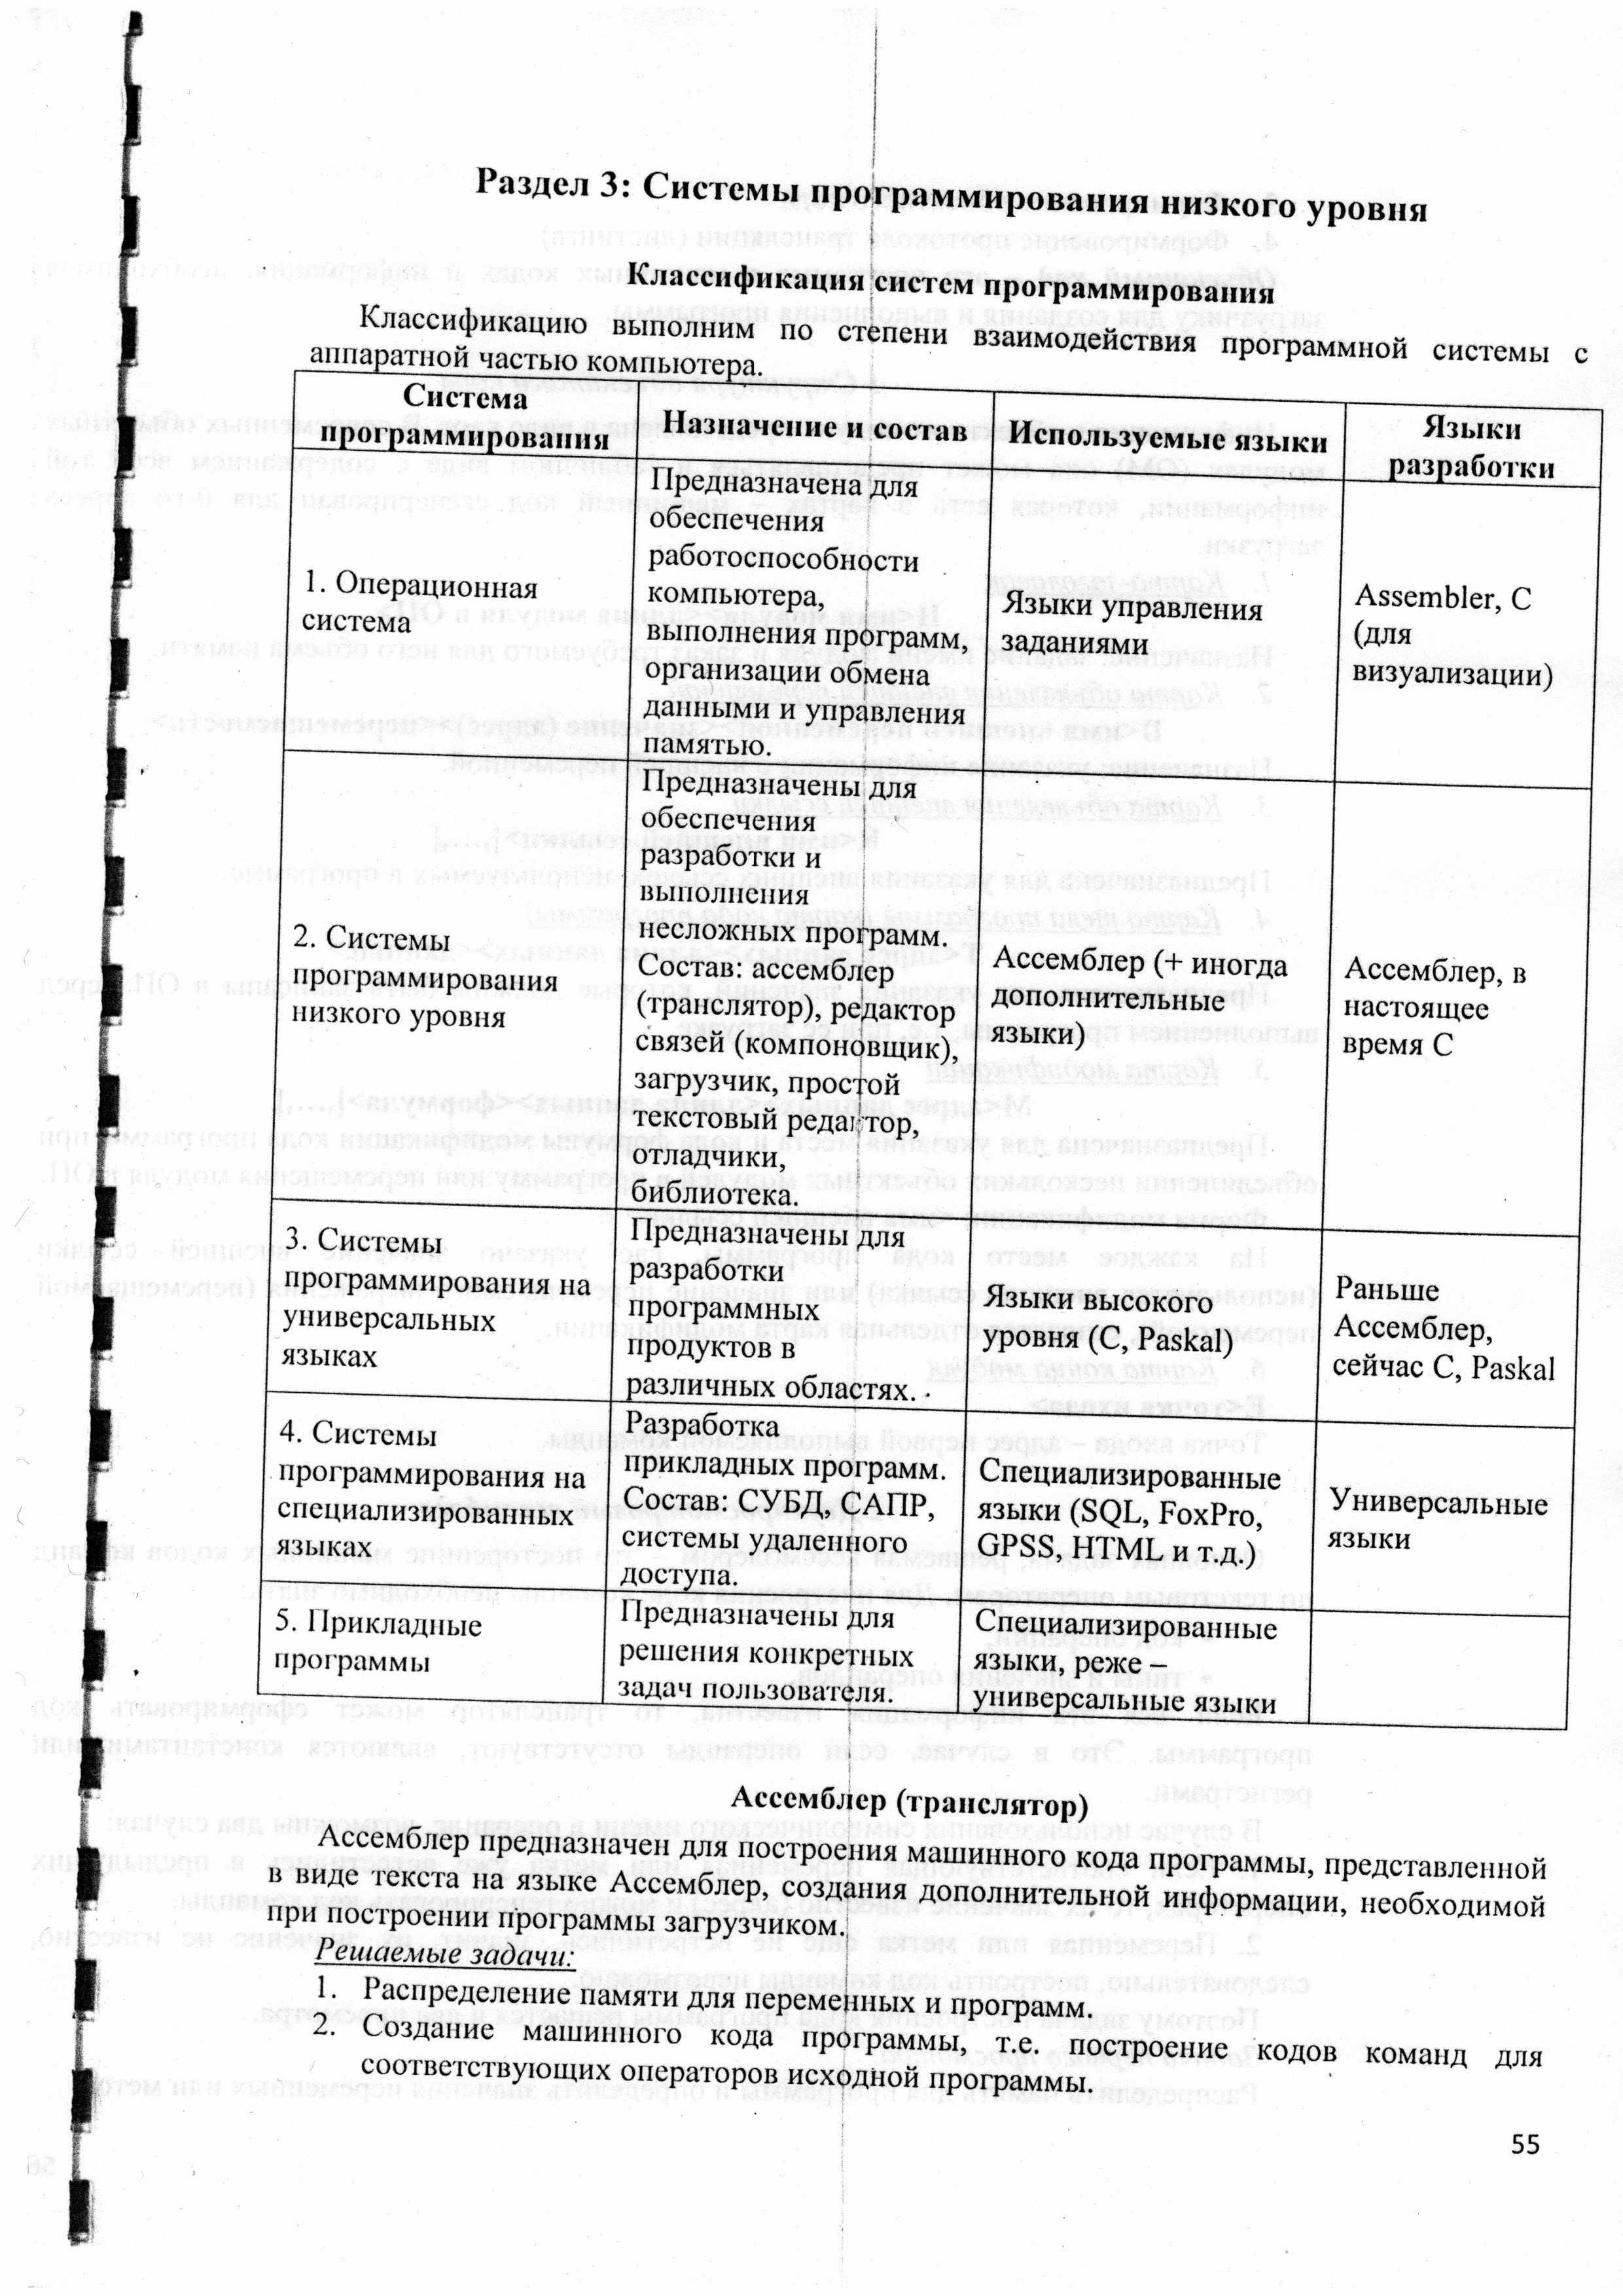 Раздел 3: Системы программирования низкого уровня
Классификация систем программирования
Классификацию выполним по степени взаимодействия программной системы с
аппаратной частью компьютера.
Система
программирования
Назначение и состав
Используемые языки
Языки
разработки
1. Операционная
система
Предназначена для
обеспечения
работоспособности
компьютера,
выполнения программ,
организации обмена
данными и управления
памятью.
Языки управления
заданиями
Assembler, C
(для
визуализации)
2. Системы
программирования
низкого уровня
Предназначены для
обеспечения
разработки и
выполнения
несложных программ.
Состав: ассемблер
(транслятор), редактор
связей (компоновщик),
загрузчик, простой
текстовый редактор,
отладчики,
библиотека.
Ассемблер (+ иногда
дополнительные
языки)
Ассемблер, в
настоящее
время С
3. Системы
программирования на
универсальных
языках
Предназначены для
разработки
программных
продуктов в
различных областях.
Языки высокого
уровня (С, Paskal)
Раньше
Ассемблер,
сейчас С, Paskal
4. Системы
программирования на
специализированных
языках
Разработка
прикладных программ.
Состав: СУБД, САПР,
системы удаленного
доступа.
Специализированные
языки (SQL, FoxPro,
GPSS, HTML и т.д.)
Универсальные
языки
5. Прикладные
программы
Предназначены для
решения конкретных
задач пользователя.
Специализированные
языки, реже –
универсальные языки
Ассемблер (транслятор)
Ассемблер предназначен для построения машинного кода программы, представленной
в виде текста на языке Ассемблер, создания дополнительной информации, необходимой
при построении программы загрузчиком.
Решаемые задачи:
1. Распределение памяти для переменных и программ.
2. Создание машинного кода программы, т.е. построение кодов команд для
соответствующих операторов исходной программы.
55